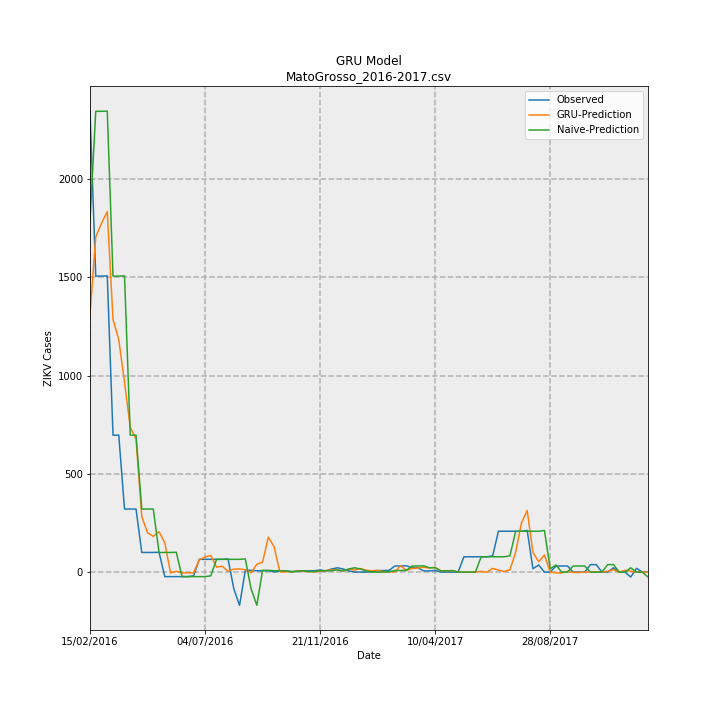 GRU Model
MatoGrosso_2016-2017.csv
Observed
GRU-Prediction
Naive-Prediction
ZIKV Cases
2000
1500
1000
500
0
15/02/2016
04/07/2016
21/11/2016
10/04/2017
28/08/2017
Date